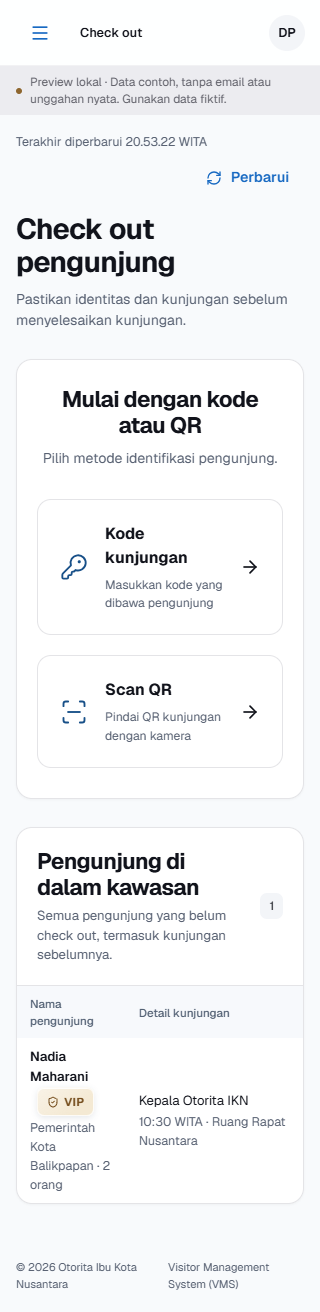 Check out
DP
Preview lokal · Data contoh, tanpa email atau
unggahan nyata. Gunakan data fiktif.
Terakhir diperbarui 20.53.22 WITA
Perbarui
Check out
pengunjung
Pastikan identitas dan kunjungan sebelum
menyelesaikan kunjungan.
Mulai dengan kode
atau QR
Pilih metode identifikasi pengunjung.
Kode
kunjungan
Masukkan kode yang
dibawa pengunjung
Scan QR
Pindai QR kunjungan
dengan kamera
Pengunjung di
dalam kawasan
Semua pengunjung yang belum
check out, termasuk kunjungan
sebelumnya.
1
Nama
pengunjung
Detail kunjungan
Nadia
Maharani
VIP
Pemerintah
Kota
Balikpapan · 2
orang
Kepala Otorita IKN
10:30 WITA · Ruang Rapat
Nusantara
© 2026 Otorita Ibu Kota
Nusantara
Visitor Management
System (VMS)